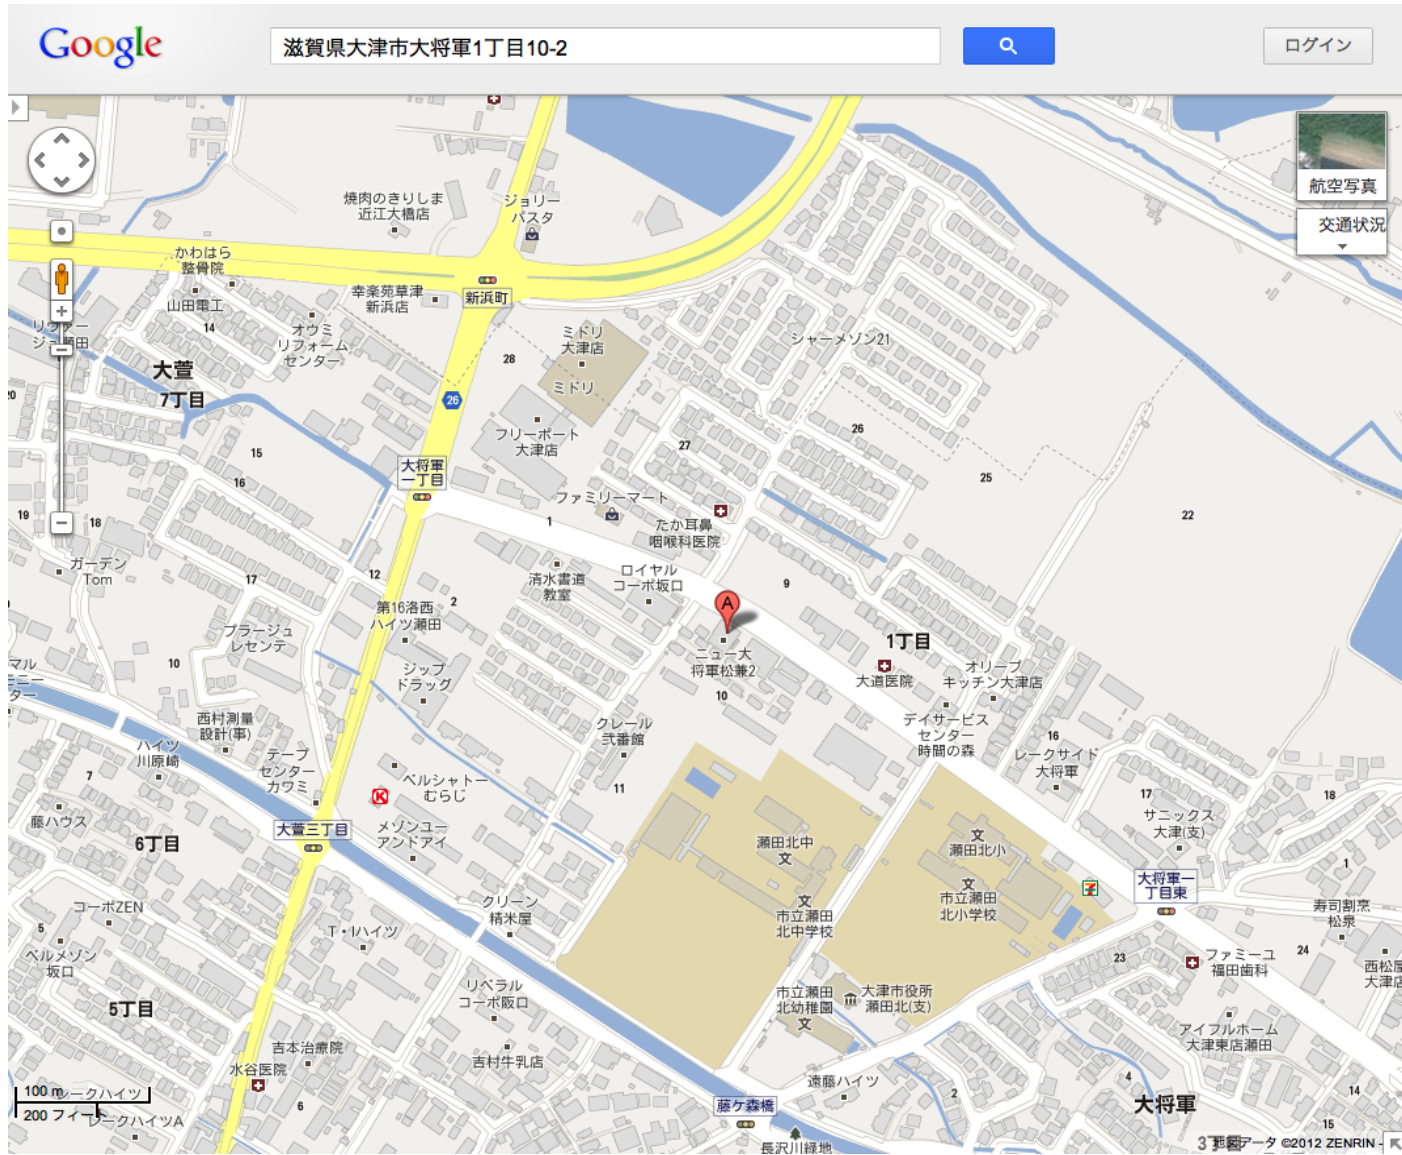 Google
滋賀県大津市大将軍1丁目10-2
ログイン
航空写真
交通状況
焼肉のきりしま
近江大橋店
ジョリー
パスタ
かわはら
整骨院
山田電工
14
オウミ
リフォーム
センター
幸楽苑草津
新浜店
新浜町
ミドリ
大津店
ミドリ
シャーメゾン21
28
大萱
7丁目
20
26
フリーポート
大津店
27
26
25
22
15
16
大将軍
一丁目
ファミリーマート
たか耳鼻
咽喉科医院
1
19
18
ガーデン
Tom
17
12
清水書道
教室
ロイヤル
コーポ坂口
9
第16洛西
ハイツ瀬田
2
プラージュ
レセンテ
10
ジップ
ドラッグ
A
ニュー大
将軍松兼2
10
1丁目
大道医院
オリーブ
キッチン大津店
デイサービス
センター
時間の森
16
レークサイド
大将軍
西村測量
設計(事)
ハイツ
川原崎
テープ
センター
カワミ
クレール
弐番館
11
7
藤ハウス
6丁目
大萱三丁目
ベルシャトー
むらじ
K
メゾンユー
アンドアイ
瀬田北中
文
文
瀬田北小
17
サニックス
大津(支)
18
1
大将軍一
丁目東
文
市立瀬田
北中学校
文
市立瀬田
北小学校
コーポZEN
5
ベルメゾン
坂口
T・Iハイツ
クリーン
精米屋
寿司割烹
松泉
24
23
ファミーユ
福田歯科
西松屋
大津店
リベラル
コーポ阪口
市立瀬田
北幼稚園
文
大津市役所
瀬田北(支)
5丁目
アイフルホーム
大津東店瀬田
吉本治療院
水谷医院
吉村牛乳店
遠藤ハイツ
2
4
14
大将軍
6
藤ケ森橋
15
長沢川緑地
100 m
200 フィート
レークハイツ
レークハイツA
3丁目
地図データ ©2012 ZENRIN -